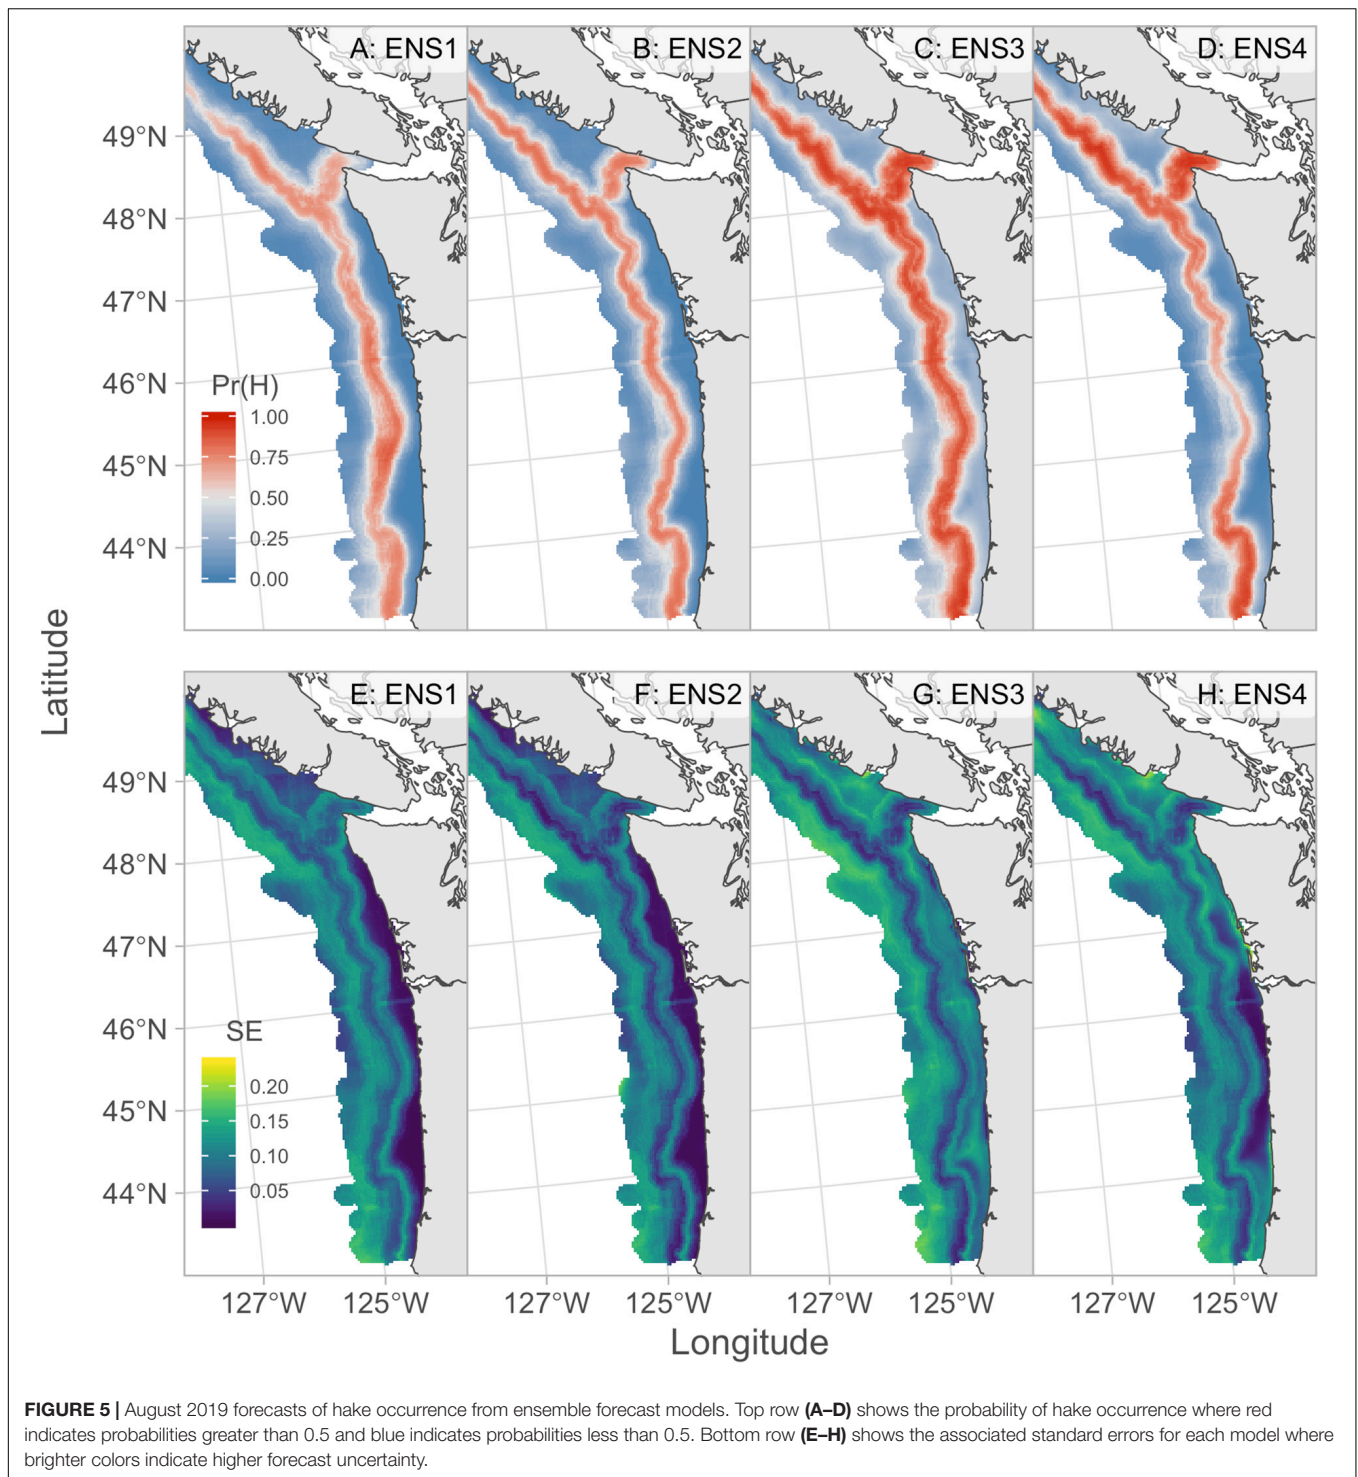 A: ENS1
B: ENS2
C: ENS3
D: ENS4
49°N
48°N
47°N
46°N
45°N
44°N
Pr(H)
1.00
0.75
0.50
0.25
0.00
Latitude
E: ENS1
F: ENS2
G: ENS3
H: ENS4
49°N
48°N
47°N
46°N
45°N
44°N
SE
0.20
0.15
0.10
0.05
127°W 125°W 127°W 125°W 127°W 125°W 127°W 125°W
Longitude
FIGURE 5 | August 2019 forecasts of hake occurrence from ensemble forecast models. Top row (A–D) shows the probability of hake occurrence where red
indicates probabilities greater than 0.5 and blue indicates probabilities less than 0.5. Bottom row (E–H) shows the associated standard errors for each model where
brighter colors indicate higher forecast uncertainty.